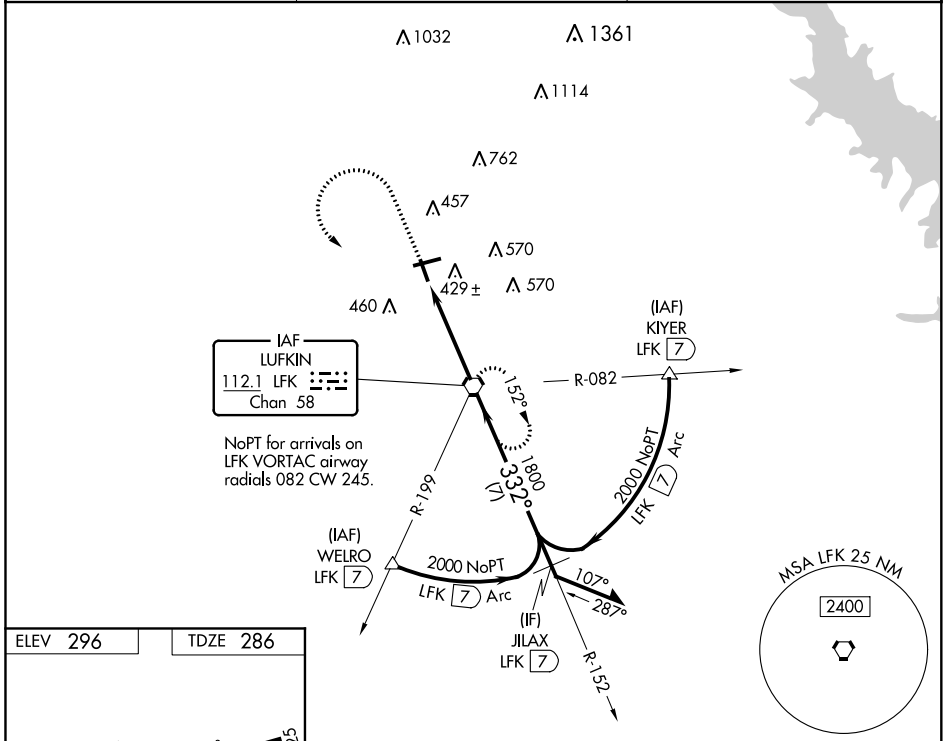 1032
1361
1114
762
457
570
429 ±
570
460
(IAF)
KIYER
LFK 7
IAF
LUFKIN
112.1 LFK
Chan 58
R-082
152°
NoPT for arrivals on
LFK VORTAC airway
radials 082 CW 245.
1800
332°
(7)
2000 NoPT
LFK 7 Arc
R-199
(IAF)
WELRO
LFK 7
2000 NoPT
LFK 7 Arc
107°
287°
(IF)
JILAX
LFK 7
R-152
MSA LFK 25 NM
2400
ELEV 296
TDZE 286